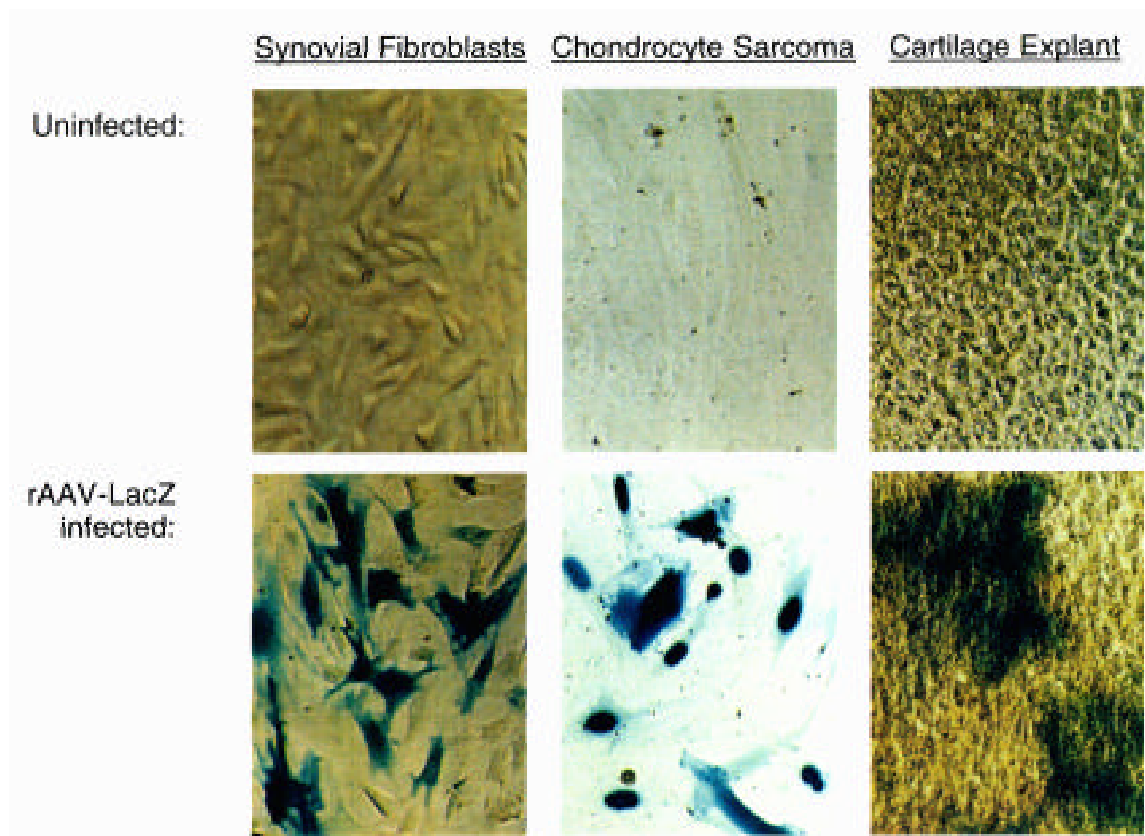 Synovial Fibroblasts Chondrocyte Sarcoma Cartilage Explant
Uninfected:
rAAV-LacZ
infected: